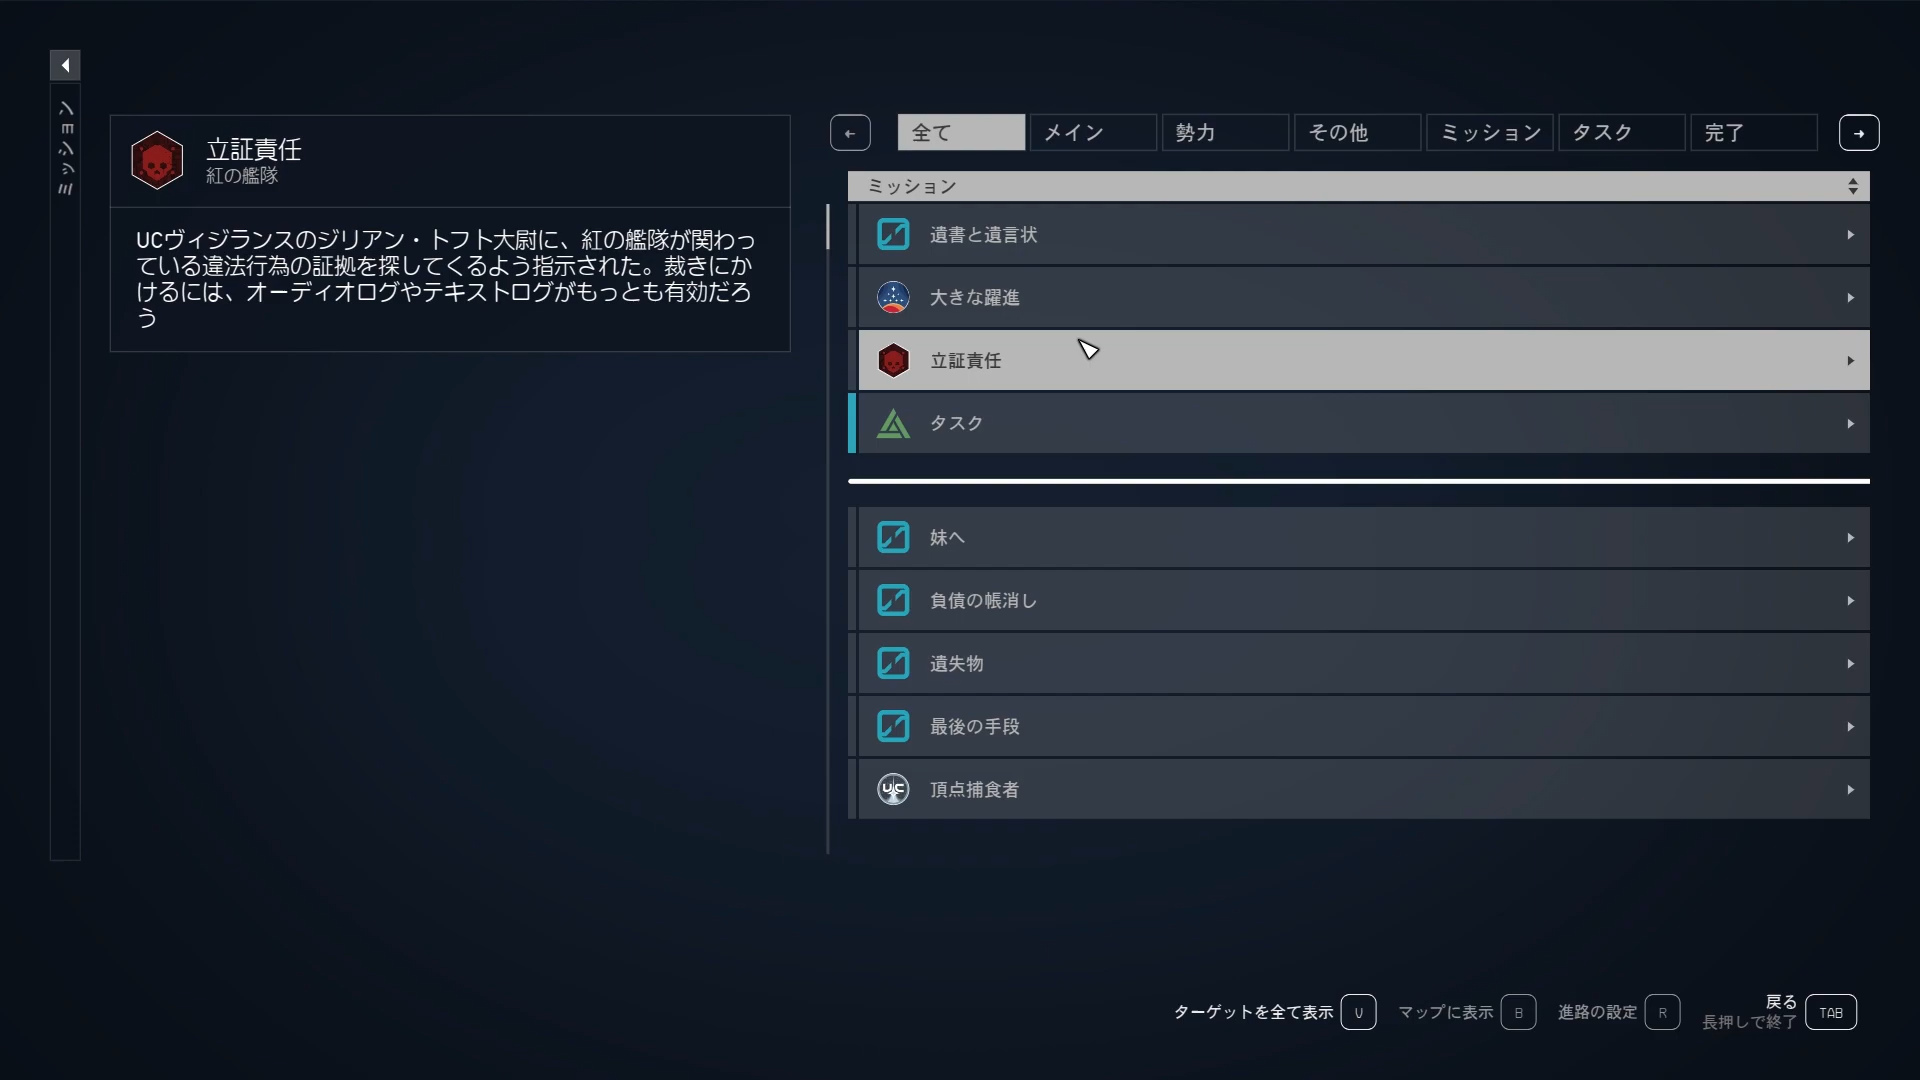 ミッション
立証責任
紅の艦隊
UCヴィジランスのジリアン・トフト大尉に、紅の艦隊が関わっ
ている違法行為の証拠を探してくるよう指示された。裁きにか
けるには、オーディオログやテキストログがもっとも有効だろ
う
全て
メイン
勢力
その他
ミッション
タスク
完了
ミッション
遺書と遺言状
大きな躍進
立証責任
タスク
妹へ
負債の帳消し
遺失物
最後の手段
UC
頂点捕食者
ターゲットを全て表示 V
マップに表示 B
進路の設定 R
戻る
長押しで終了
TAB